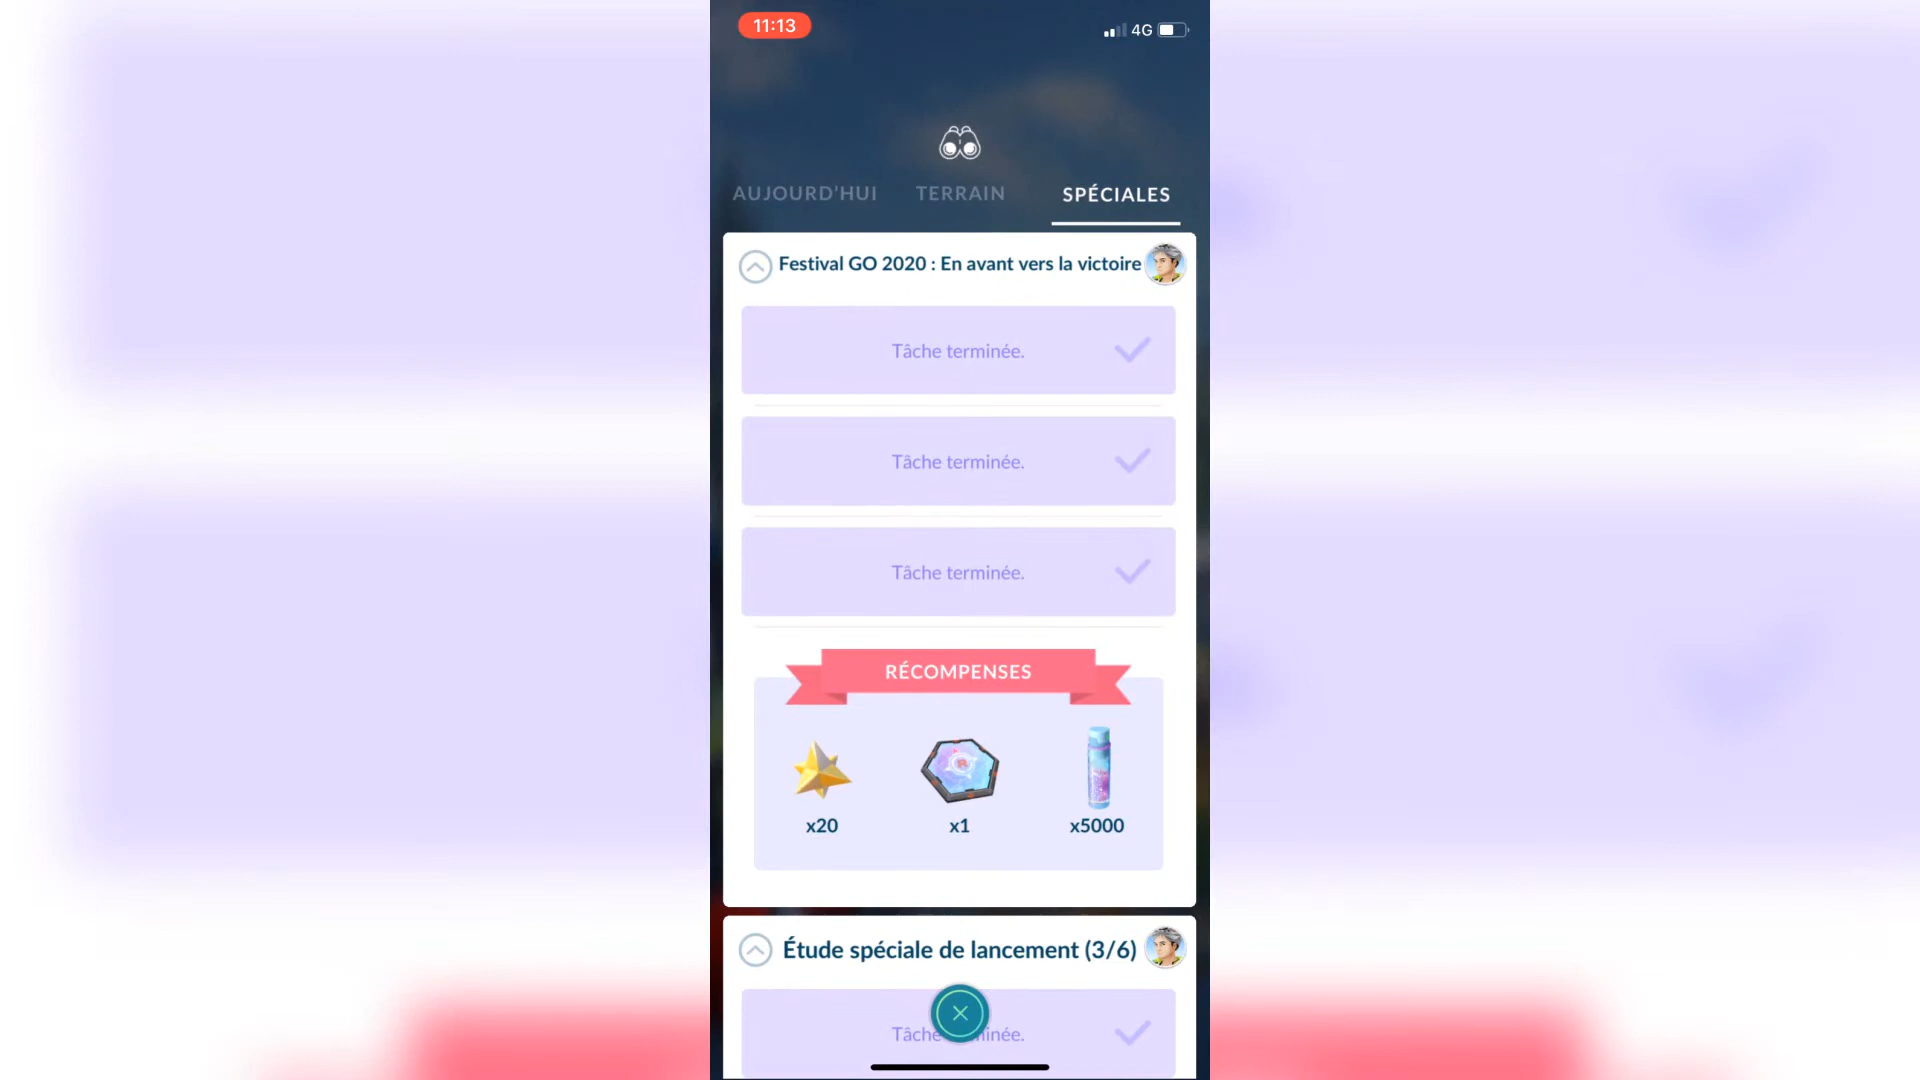 11:13
4G
AUJOURD'HUI TERRAIN SPÉCIALES
Festival GO 2020 : En avant vers la victoire
Tâche terminée.
Tâche terminée.
Tâche terminée.
RÉCOMPENSES
x20 x1 x5000
Étude spéciale de lancement (3/6)